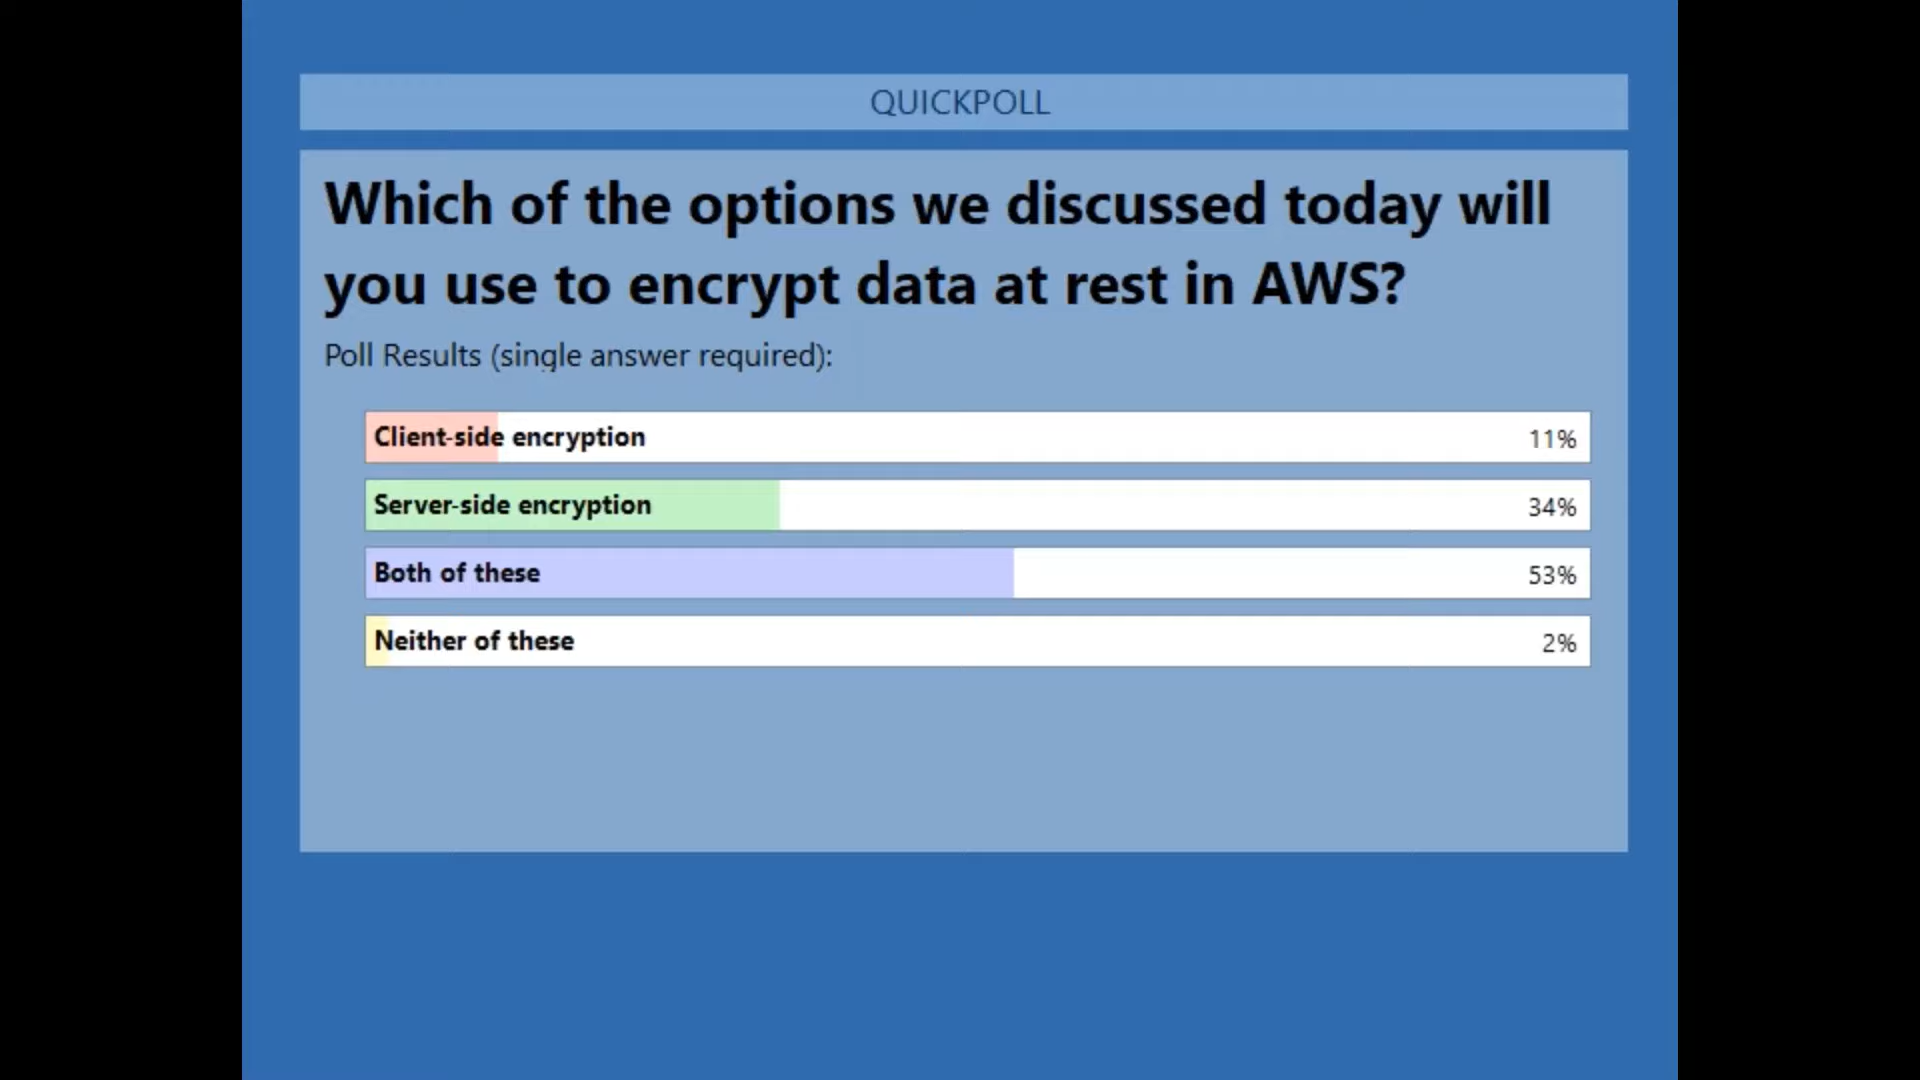 QUICKPOLL
Which of the options we discussed today will
you use to encrypt data at rest in AWS?
Poll Results (single answer required):
Client-side encryption 11%
Server-side encryption 34%
Both of these 53%
Neither of these 2%